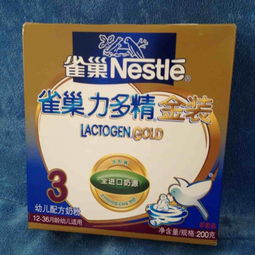 雀巢Nestlé
雀巢力多精金装
LACTOGEN GOLD
全进口奶源
3
幼儿配方奶粉
12-36月龄幼儿适用
净含量/规格:200克